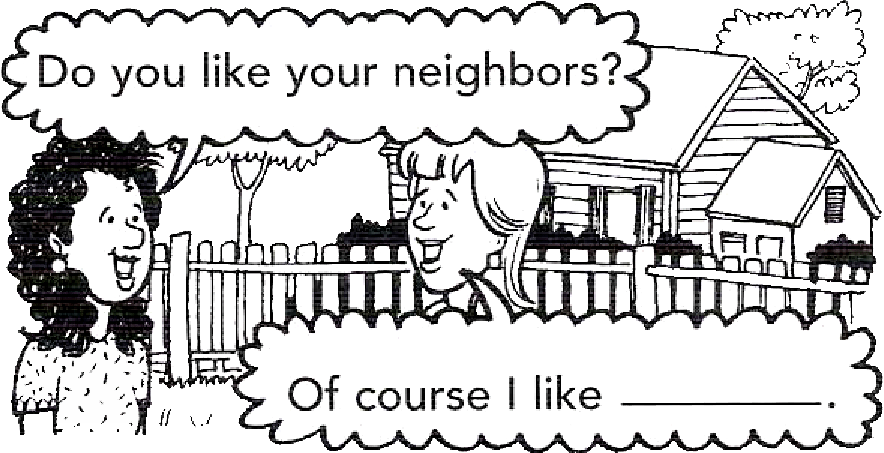 Do you like your neighbors?
Of course I like ________.